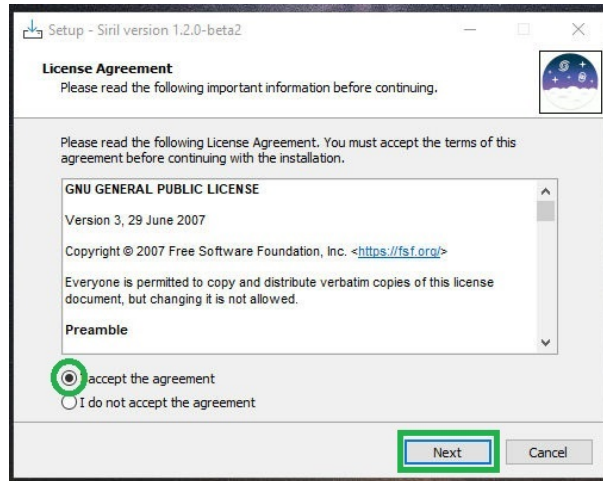 Setup - Siril version 1.2.0-beta2
License Agreement
Please read the following important information before continuing.
Please read the following License Agreement. You must accept the terms of this
agreement before continuing with the installation.
GNU GENERAL PUBLIC LICENSE
Version 3, 29 June 2007
Copyright © 2007 Free Software Foundation, Inc. <https://fsf.org/>
Everyone is permitted to copy and distribute verbatim copies of this license
document, but changing it is not allowed.
Preamble
I accept the agreement
I do not accept the agreement
Next
Cancel